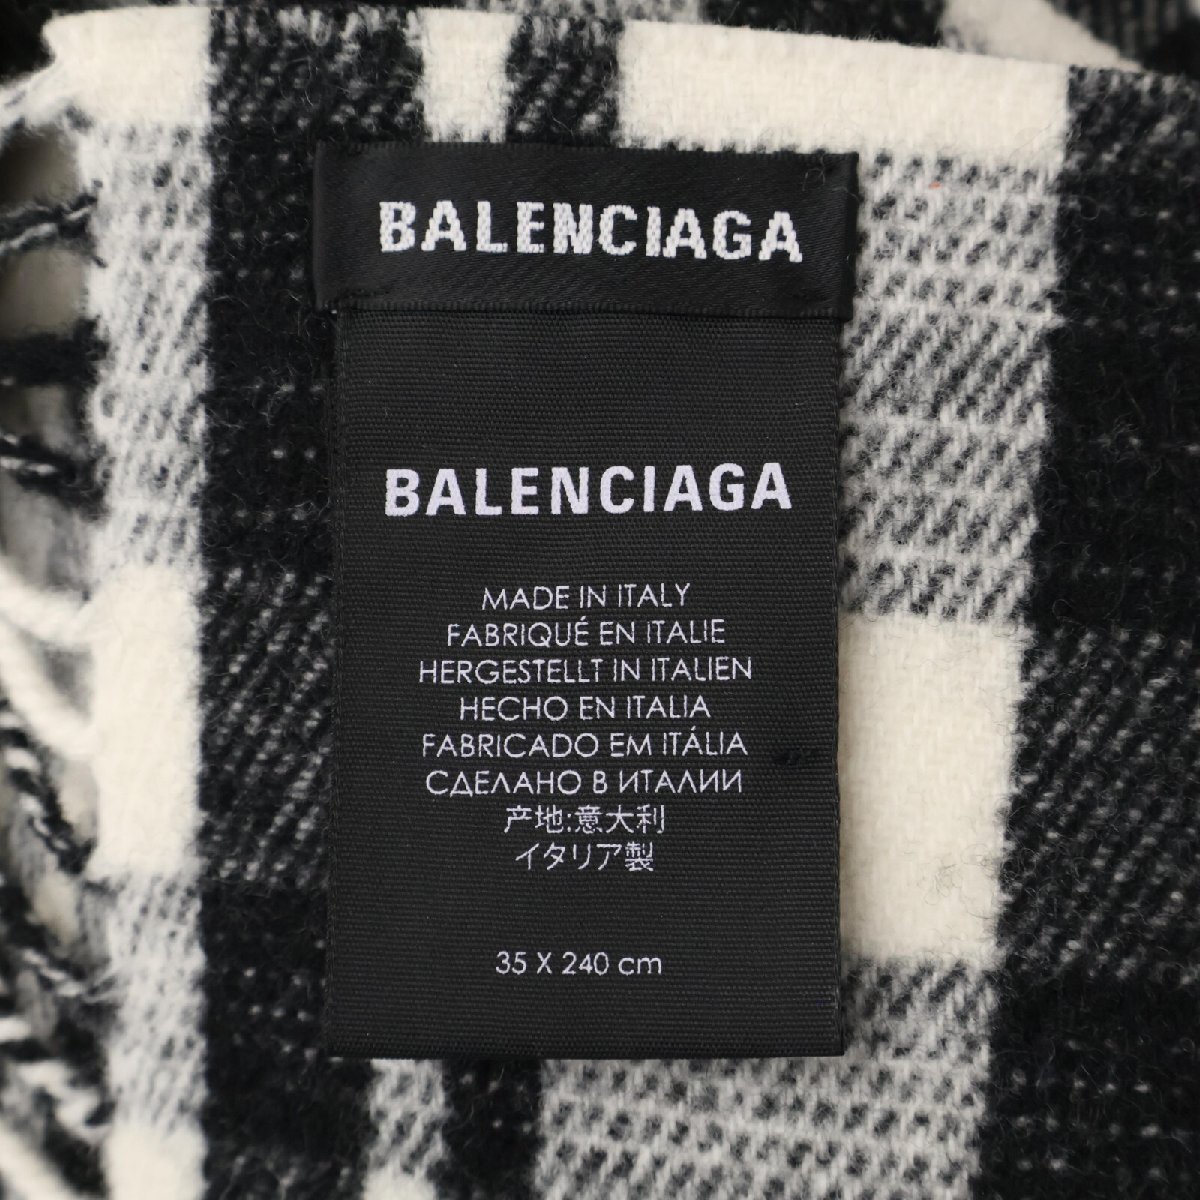 BALENCIAGA
BALENCIAGA
MADE IN ITALY
FABRIQUÉ EN ITALIE
HERGESTELLT IN ITALIEN
HECHO EN ITALIA
FABRICADO EM ITÁLIA
СДЕЛАНО В ИТАЛИИ
产地:意大利
イタリア製
35 X 240 cm